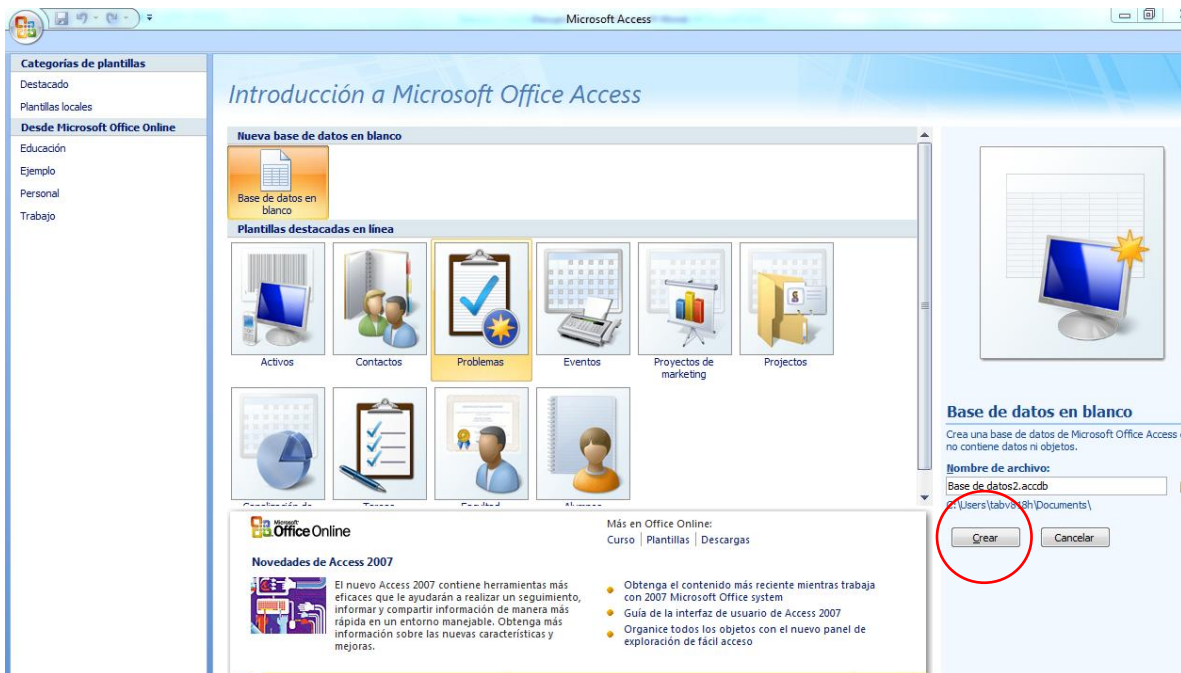 Microsoft Access
Categorías de plantillas
Destacado
Plantillas locales
Desde Microsoft Office Online
Educación
Ejemplo
Personal
Trabajo
Introducción a Microsoft Office Access
Nueva base de datos en blanco
Base de datos en
blanco
Plantillas destacadas en línea
Activos
Contactos
Problemas
Eventos
Proyectos de
marketing
Projectos
Canalización de
Tareas
Facultad
Alumnos
Microsoft
Office Online
Más en Office Online:
Curso | Plantillas | Descargas
Novedades de Access 2007
El nuevo Access 2007 contiene herramientas más
eficaces que le ayudarán a realizar un seguimiento,
informar y compartir información de manera más
rápida en un entorno manejable. Obtenga más
información sobre las nuevas características y
mejoras.
Obtenga el contenido más reciente mientras trabaja
con 2007 Microsoft Office system
Guía de la interfaz de usuario de Access 2007
Organice todos los objetos con el nuevo panel de
exploración de fácil acceso
Base de datos en blanco
Crea una base de datos de Microsoft Office Access
no contiene datos ni objetos.
Nombre de archivo:
Base de datos2.accdb
C:\Users\tabv818h\Documents\
Crear
Cancelar